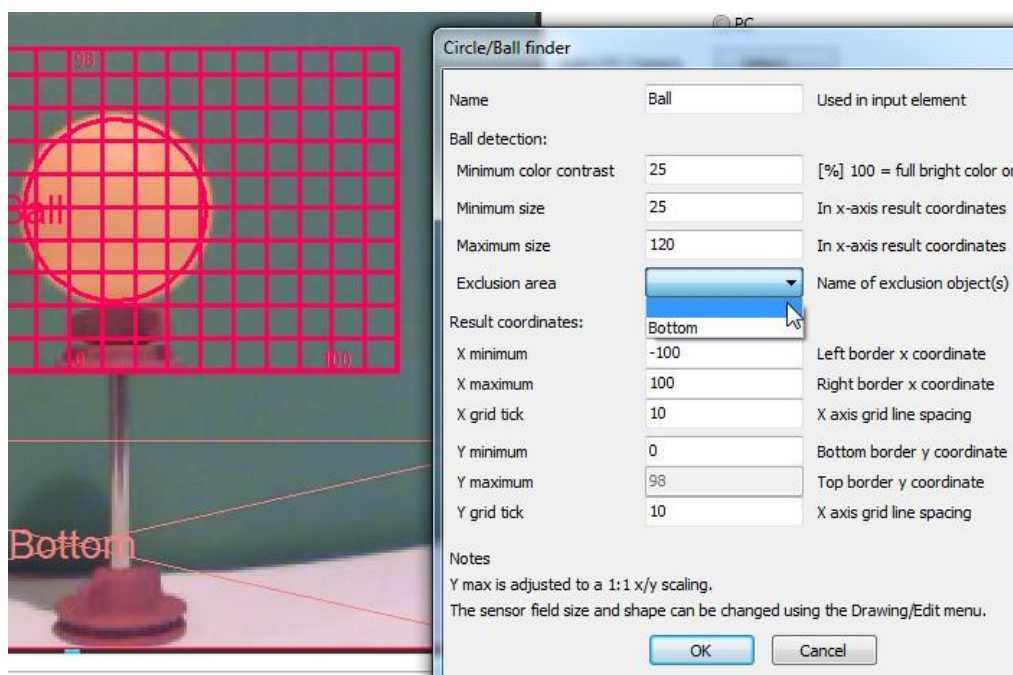 PC
Circle/Ball finder
98
Name Ball Used in input element
Ball detection:
Minimum color contrast 25 [%] 100 = full bright color or
Ball
Minimum size 25 In x-axis result coordinates
Maximum size 120 In x-axis result coordinates
Exclusion area Name of exclusion object(s)
Result coordinates:
Bottom
X minimum -100 Left border x coordinate
100
X maximum 100 Right border x coordinate
X grid tick 10 X axis grid line spacing
Y minimum 0 Bottom border y coordinate
Y maximum 98 Top border y coordinate
Y grid tick 10 X axis grid line spacing
Bottom
Notes
Y max is adjusted to a 1:1 x/y scaling.
The sensor field size and shape can be changed using the Drawing/Edit menu.
OK Cancel